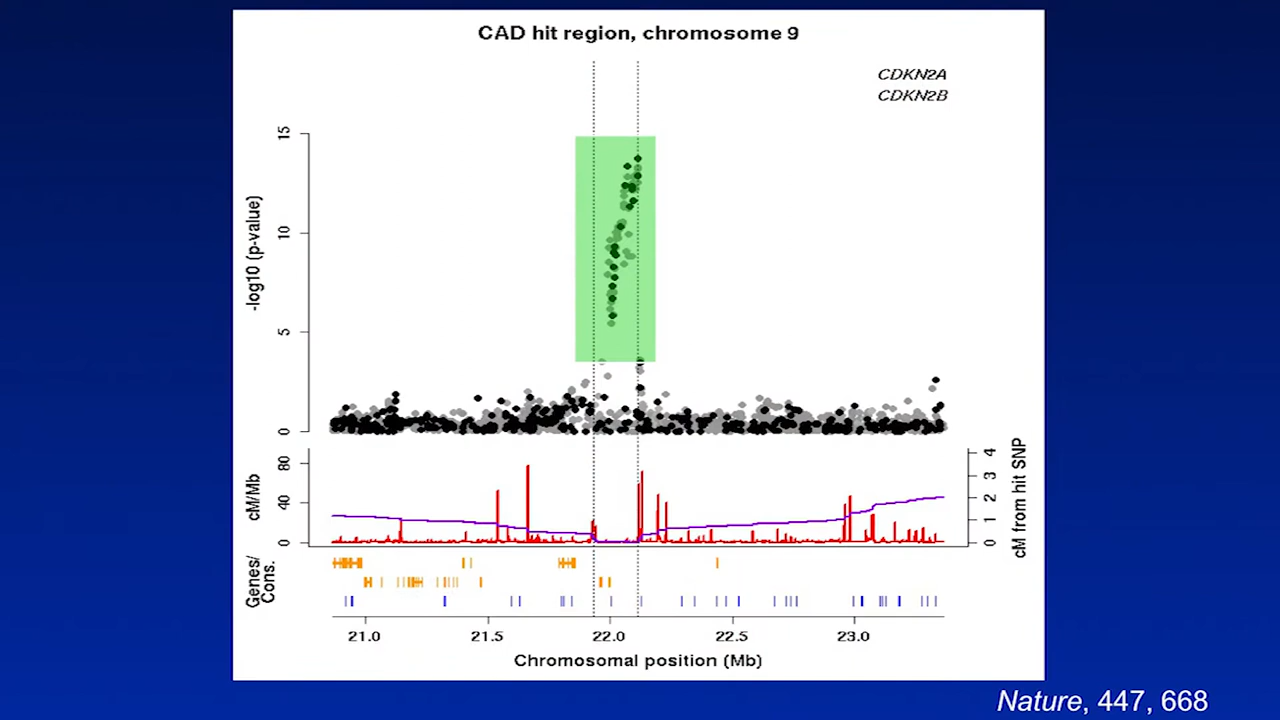 CAD hit region, chromosome 9
CDKN2A
CDKN2B
15
10
5
0
-log10 (p-value)
80
40
0
cM/Mb
4
3
2
1
0
cM from hit SNP
Genes/
Cons.
21.0 21.5 22.0 22.5 23.0
Chromosomal position (Mb)
Nature, 447, 668